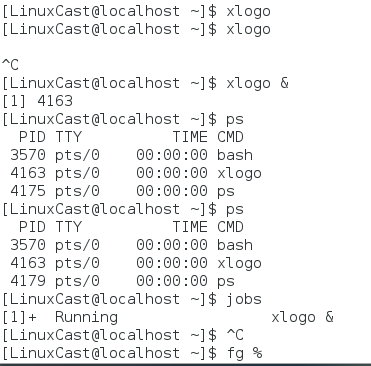 [LinuxCast@localhost ~]$ xlogo
[LinuxCast@localhost ~]$ xlogo
^C
[LinuxCast@localhost ~]$ xlogo &
[1] 4163
[LinuxCast@localhost ~]$ ps
  PID TTY          TIME CMD
 3570 pts/0    00:00:00 bash
 4163 pts/0    00:00:00 xlogo
 4175 pts/0    00:00:00 ps
[LinuxCast@localhost ~]$ ps
  PID TTY          TIME CMD
 3570 pts/0    00:00:00 bash
 4163 pts/0    00:00:00 xlogo
 4179 pts/0    00:00:00 ps
[LinuxCast@localhost ~]$ jobs
[1]+  Running                 xlogo &
[LinuxCast@localhost ~]$ ^C
[LinuxCast@localhost ~]$ fg %